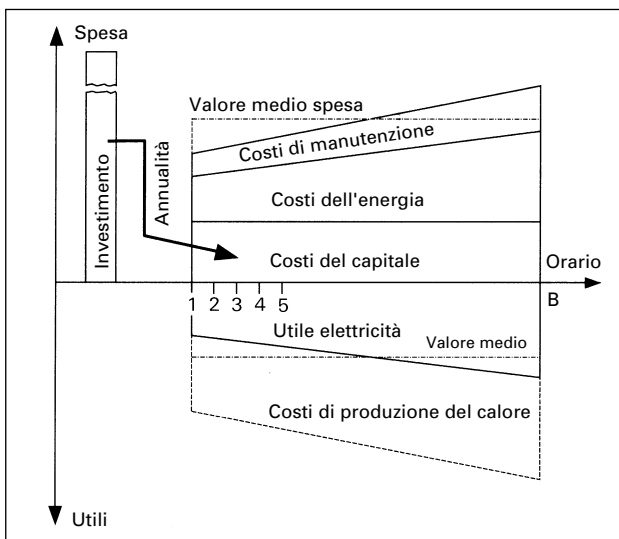 Spesa
Valore medio spesa
Costi di manutenzione
Investimento
Annualità
Costi dell'energia
Costi del capitale
Orario
1 2 3 4 5
B
Utile elettricità
Valore medio
Costi di produzione del calore
Utili